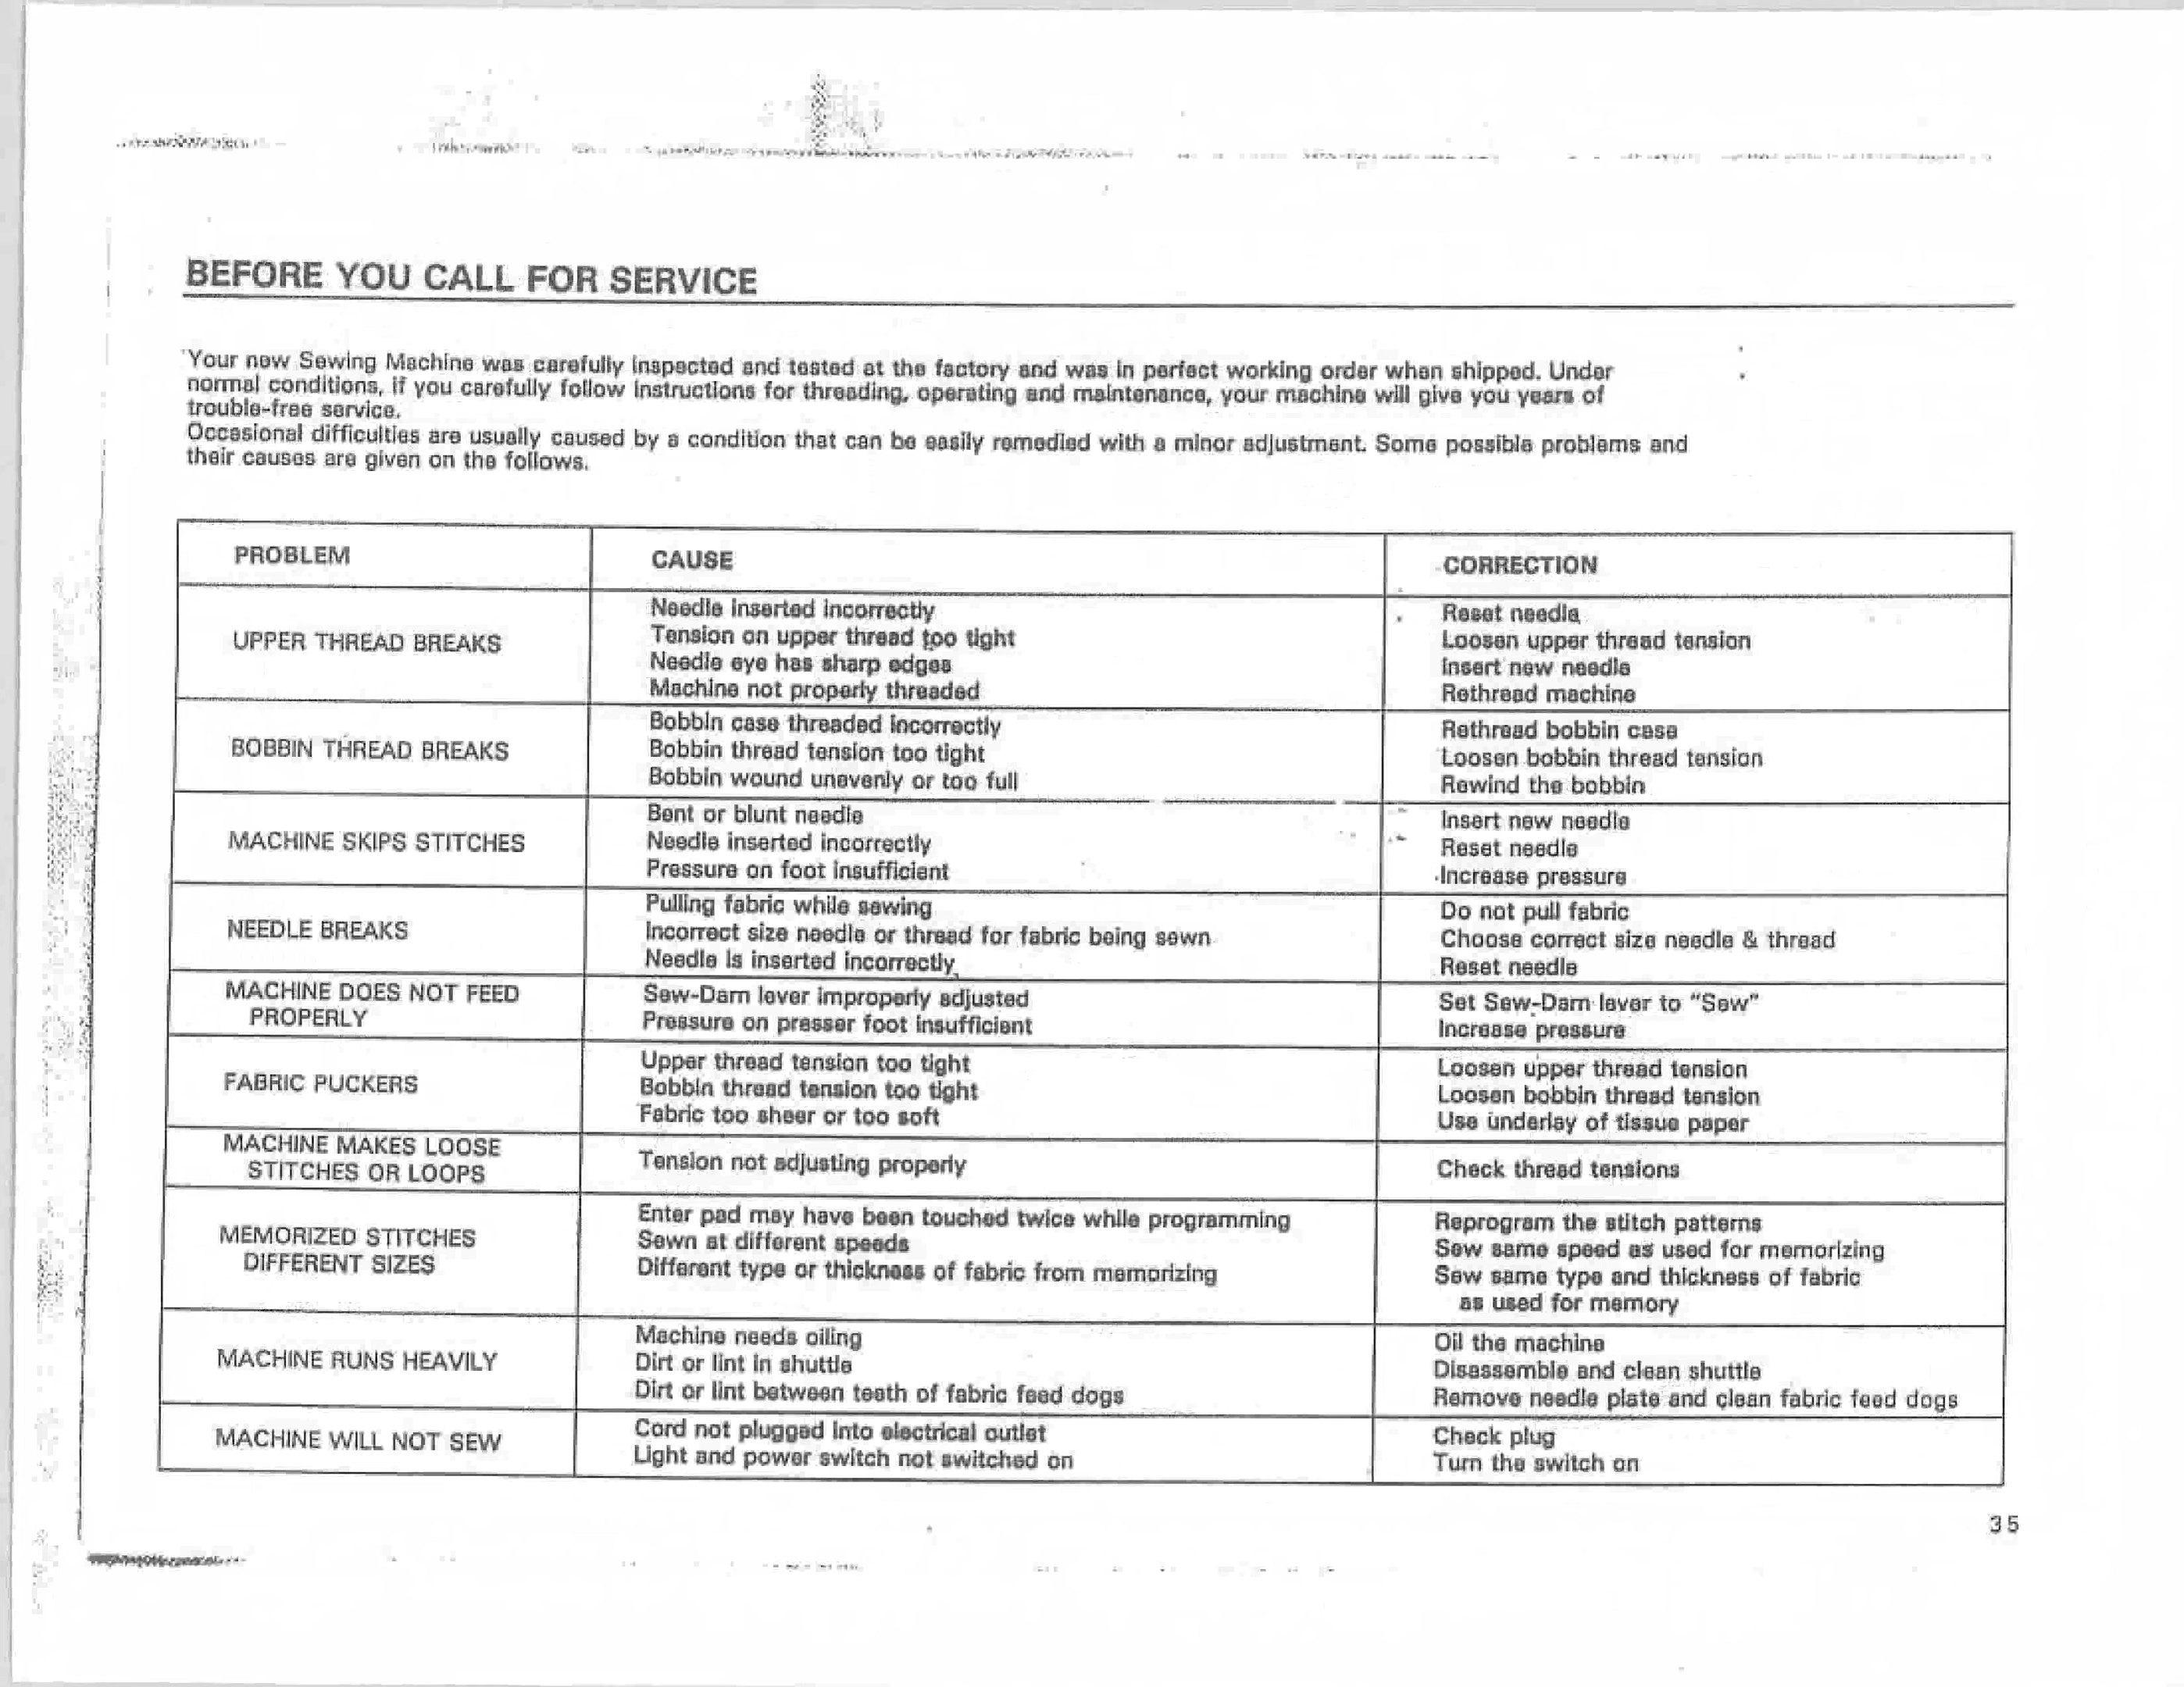 BEFORE YOU CALL FOR SERVICE
Your new Sewing Machine was carefully inspected and tested at the factory and was in perfect working order when shipped. Under
normal conditions, if you carefully follow instructions for threading, operating and maintenance, your machine will give you years of
trouble-free service.
Occasional difficulties are usually caused by a condition that can be easily remedied with a minor adjustment. Some possible problems and
their causes are given on the follows.
PROBLEM
CAUSE
CORRECTION
UPPER THREAD BREAKS
Needle inserted incorrectly
Tension on upper thread too tight
Needle eye has sharp edges
Machine not properly threaded
Reset needle
Loosen upper thread tension
Insert new needle
Rethread machine
BOBBIN THREAD BREAKS
Bobbin case threaded incorrectly
Bobbin thread tension too tight
Bobbin wound unevenly or too full
Rethread bobbin case
Loosen bobbin thread tension
Rewind the bobbin
MACHINE SKIPS STITCHES
Bent or blunt needle
Needle inserted incorrectly
Pressure on foot insufficient
Insert new needle
Reset needle
Increase pressure
NEEDLE BREAKS
Pulling fabric while sewing
Incorrect size needle or thread for fabric being sewn
Needle is inserted incorrectly
Do not pull fabric
Choose correct size needle & thread
Reset needle
MACHINE DOES NOT FEED
PROPERLY
Sew-Darn lever improperly adjusted
Pressure on presser foot insufficient
Set Sew-Darn lever to "Sew"
Increase pressure
FABRIC PUCKERS
Upper thread tension too tight
Bobbin thread tension too tight
Fabric too sheer or too soft
Loosen upper thread tension
Loosen bobbin thread tension
Use underlay of tissue paper
MACHINE MAKES LOOSE
STITCHES OR LOOPS
Tension not adjusting properly
Check thread tensions
MEMORIZED STITCHES
DIFFERENT SIZES
Enter pad may have been touched twice while programming
Sewn at different speeds
Different type or thickness of fabric from memorizing
Reprogram the stitch patterns
Sew same speed as used for memorizing
Sew same type and thickness of fabric
as used for memory
MACHINE RUNS HEAVILY
Machine needs oiling
Dirt or lint in shuttle
Dirt or lint between teeth of fabric feed dogs
Oil the machine
Disassemble and clean shuttle
Remove needle plate and clean fabric feed dogs
MACHINE WILL NOT SEW
Cord not plugged into electrical outlet
Light and power switch not switched on
Check plug
Turn the switch on
35